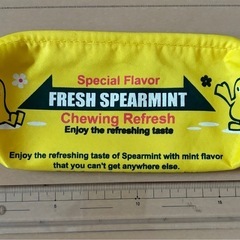 Special Flavor
FRESH SPEARMINT
Chewing Refresh
Enjoy the refreshing taste
Enjoy the refreshing taste of Spearmint with mint flavor
that you can't get anywhere else.